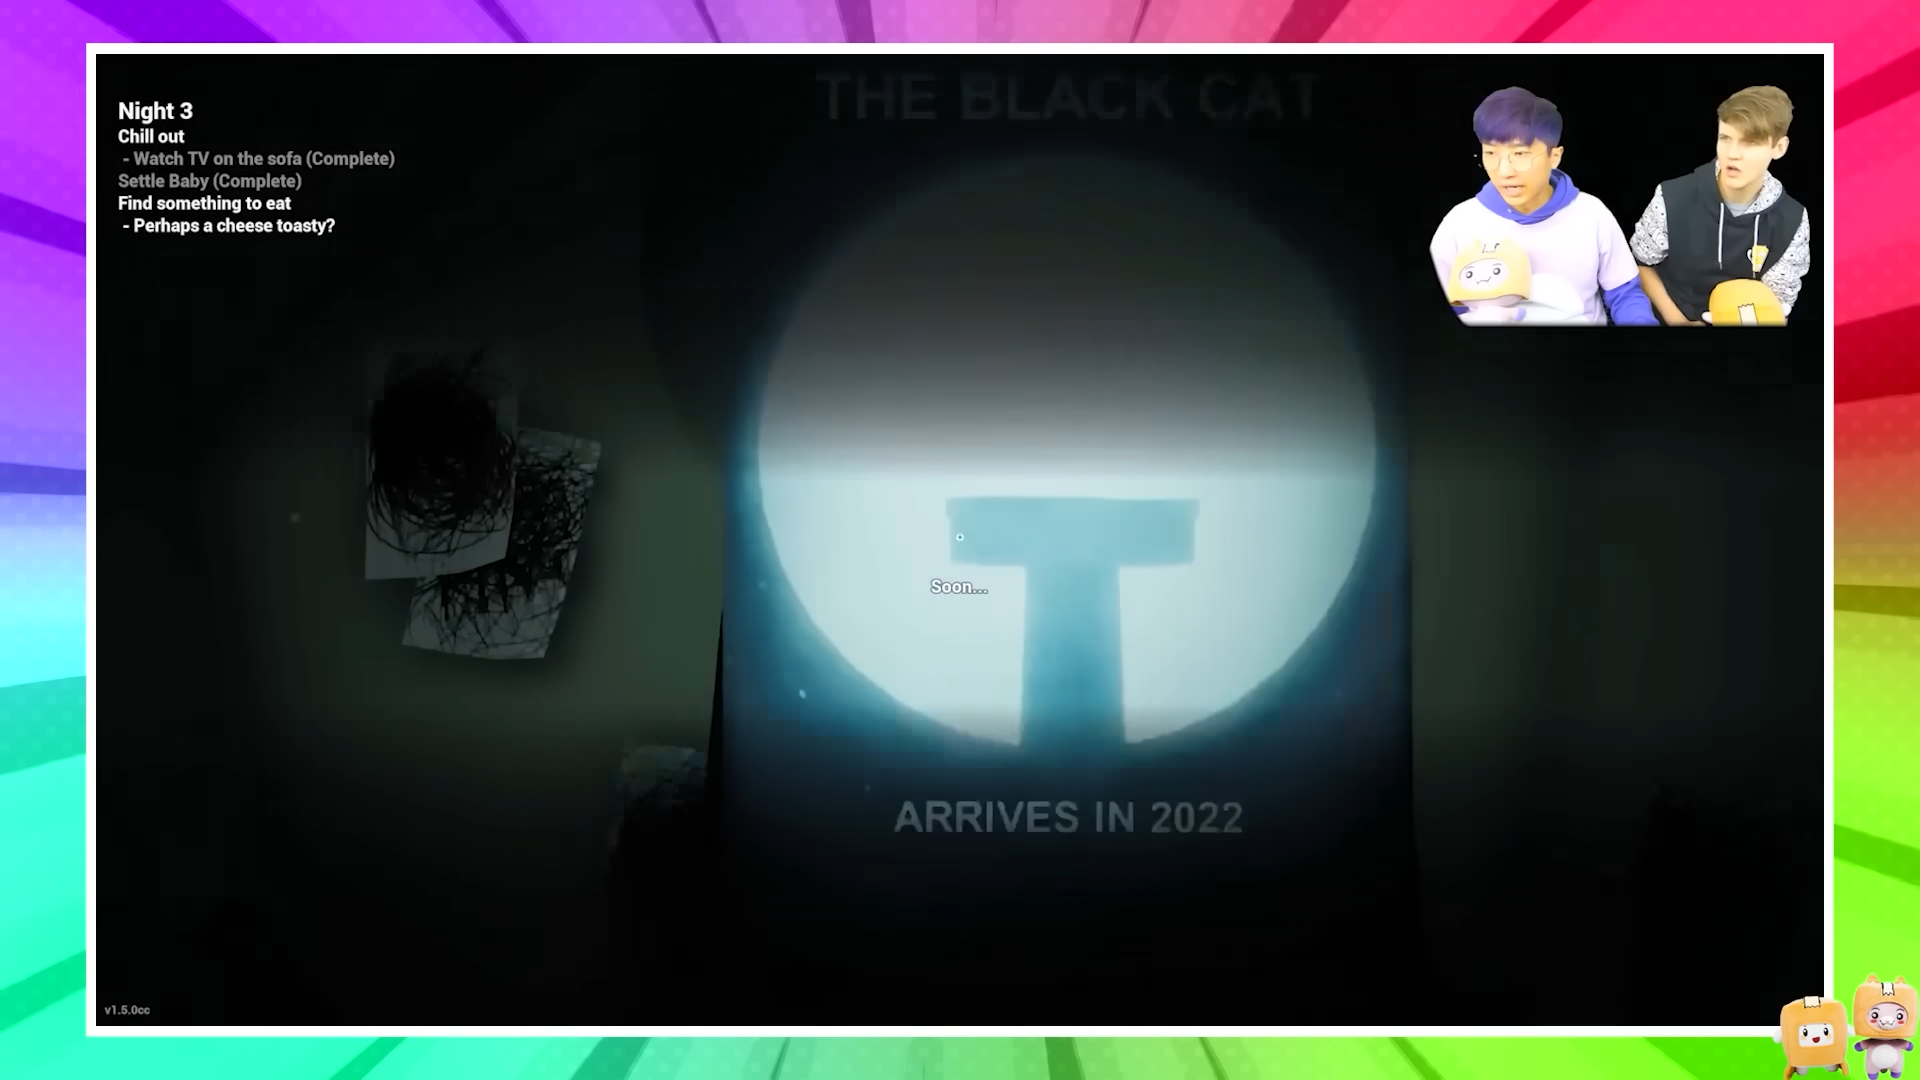 THE BLACK CAT
Night 3
Chill out
- Watch TV on the sofa (Complete)
Settle Baby (Complete)
Find something to eat
- Perhaps a cheese toasty?
Soon...
ARRIVES IN 2022
v1.5.0cc